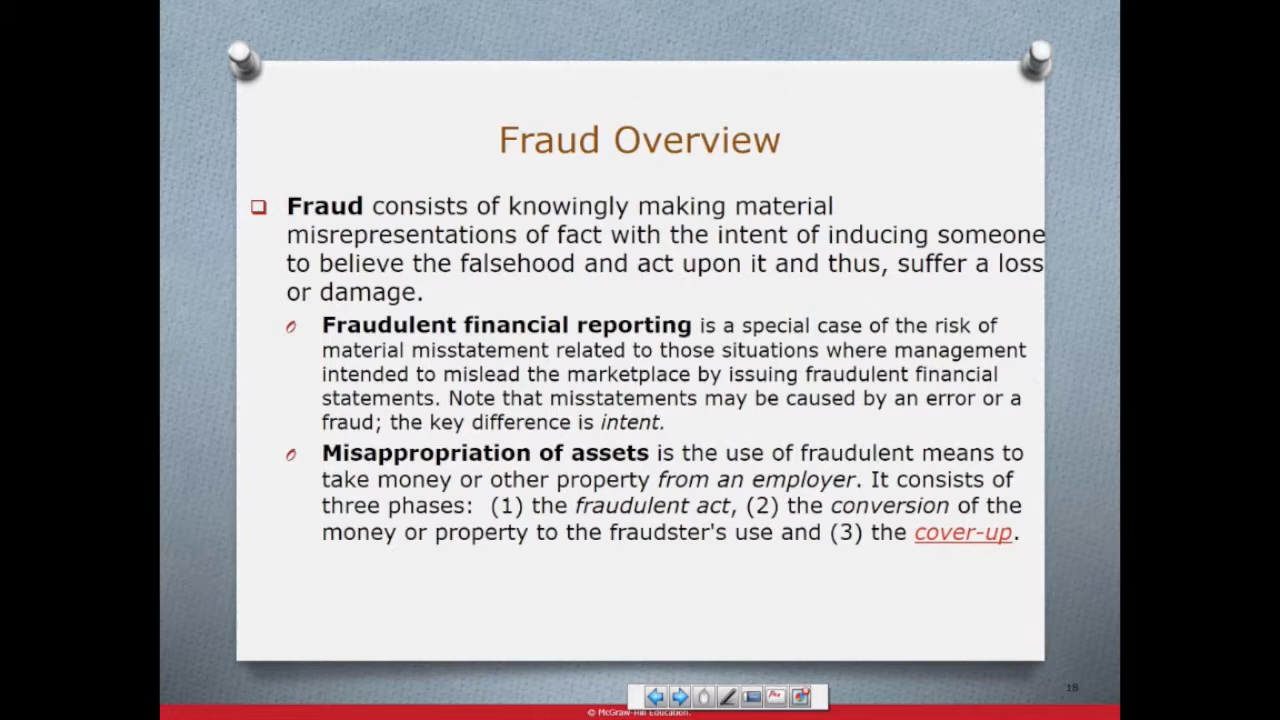 Fraud Overview
Fraud consists of knowingly making material
misrepresentations of fact with the intent of inducing someone
to believe the falsehood and act upon it and thus, suffer a loss
or damage.
Fraudulent financial reporting is a special case of the risk of
material misstatement related to those situations where management
intended to mislead the marketplace by issuing fraudulent financial
statements. Note that misstatements may be caused by an error or a
fraud; the key difference is intent.
Misappropriation of assets is the use of fraudulent means to
take money or other property from an employer. It consists of
three phases: (1) the fraudulent act, (2) the conversion of the
money or property to the fraudster's use and (3) the cover-up.
18
© McGraw-Hill Education.